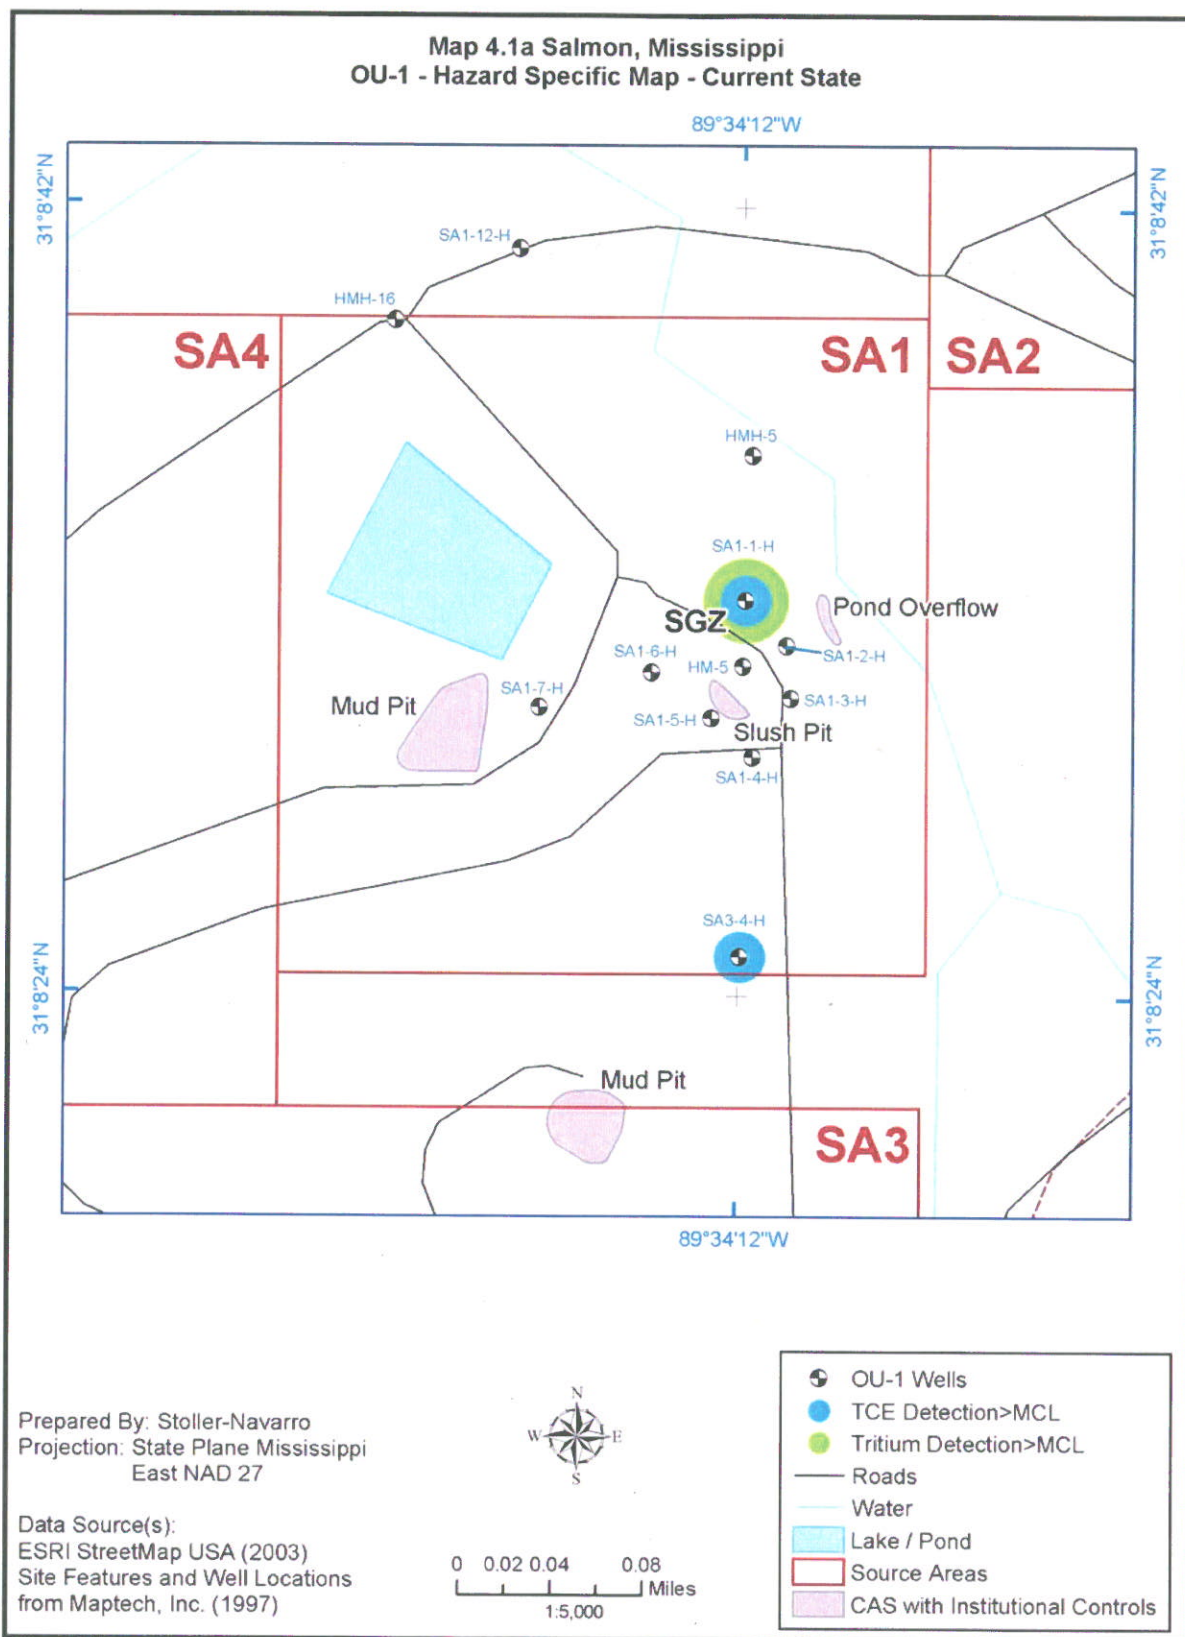 Map 4.1a Salmon, Mississippi
OU-1 - Hazard Specific Map - Current State
89°34'12"W
31°8'42"N
31°8'42"N
SA1-12-H
HMH-16
SA4
SA1
SA2
HMH-5
SA1-1-H
Pond Overflow
SGZ
SA1-2-H
SA1-6-H
HM-5
SA1-7-H
SA1-3-H
Mud Pit
SA1-5-H
Slush Pit
SA1-4-H
SA3-4-H
31°8'24"N
31°8'24"N
Mud Pit
SA3
89°34'12"W
Prepared By: Stoller-Navarro
Projection: State Plane Mississippi
East NAD 27
Data Source(s):
ESRI StreetMap USA (2003)
Site Features and Well Locations
from Maptech, Inc. (1997)
N
W E
S
0 0.02 0.04 0.08
Miles
1:5,000
OU-1 Wells
TCE Detection>MCL
Tritium Detection>MCL
Roads
Water
Lake / Pond
Source Areas
CAS with Institutional Controls